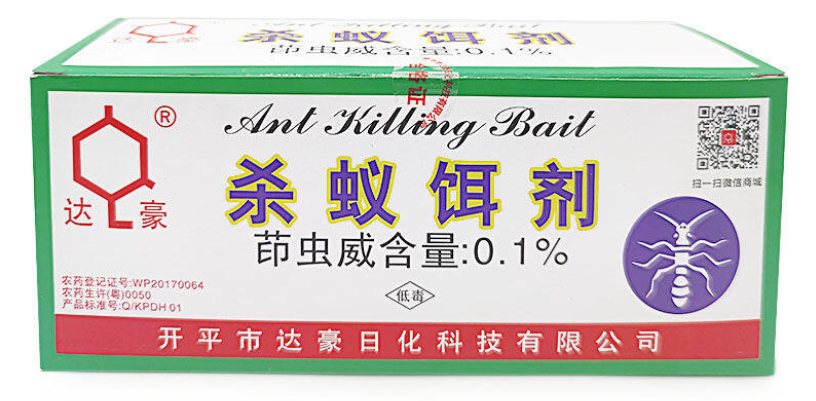 达 豪
杀蚁饵剂
茚虫威含量:0.1%
®
Ant Killing Bait
杀蚁饵剂
茚虫威含量:0.1%
达 豪
扫一扫微信商城
农药登记证号:WP20170064
农药生许(粤)0050
产品标准号:Q/KPDH 01
低毒
开平市达豪日化科技有限公司